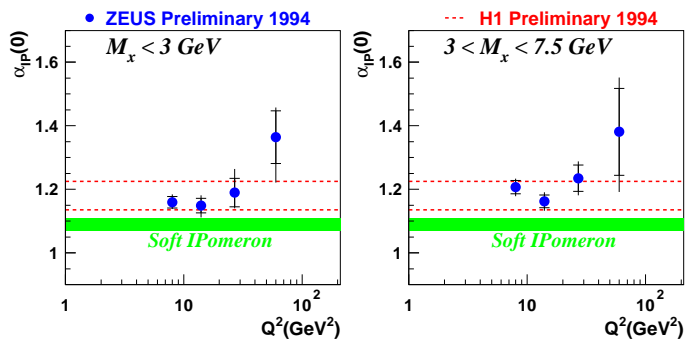 ZEUS Preliminary 1994
H1 Preliminary 1994
α_IP(0)
M_x < 3 GeV
1.6
1.4
1.2
1
Soft IPomeron
1
10
10^2
Q^2(GeV^2)
α_IP(0)
3 < M_x < 7.5 GeV
1.6
1.4
1.2
1
Soft IPomeron
1
10
10^2
Q^2(GeV^2)